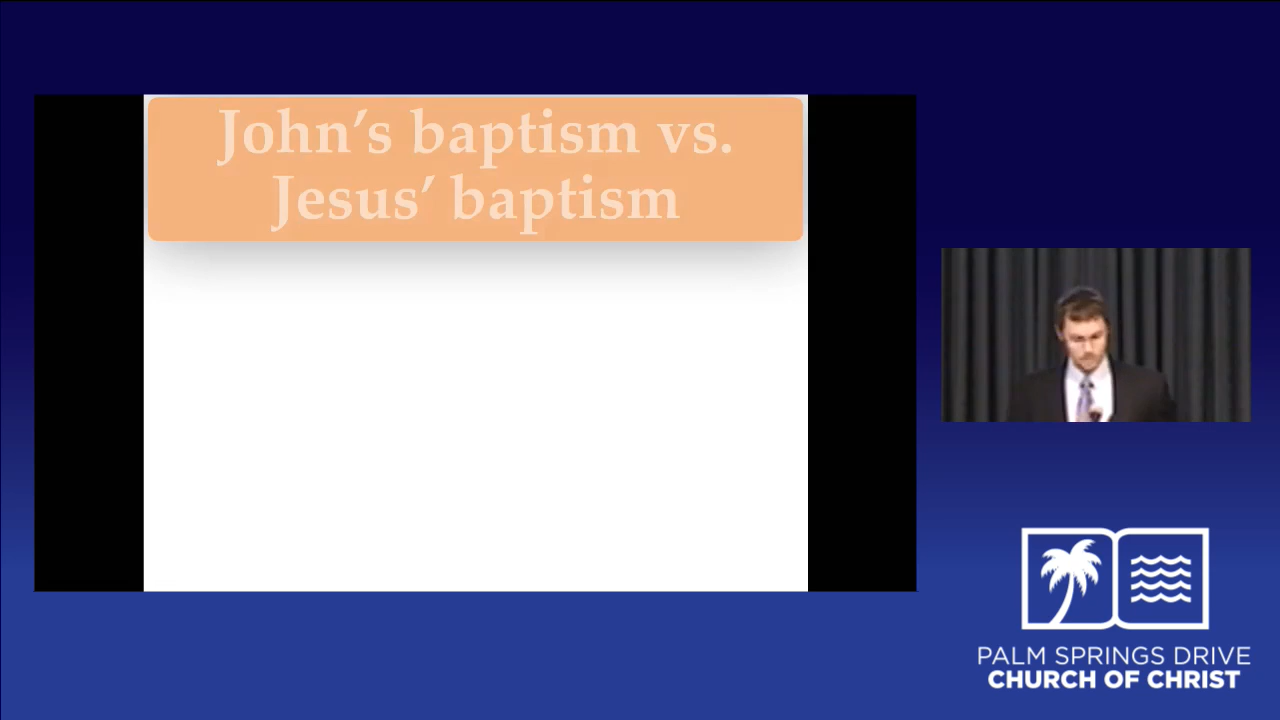 John’s baptism vs.
Jesus’ baptism
PALM SPRINGS DRIVE
CHURCH OF CHRIST